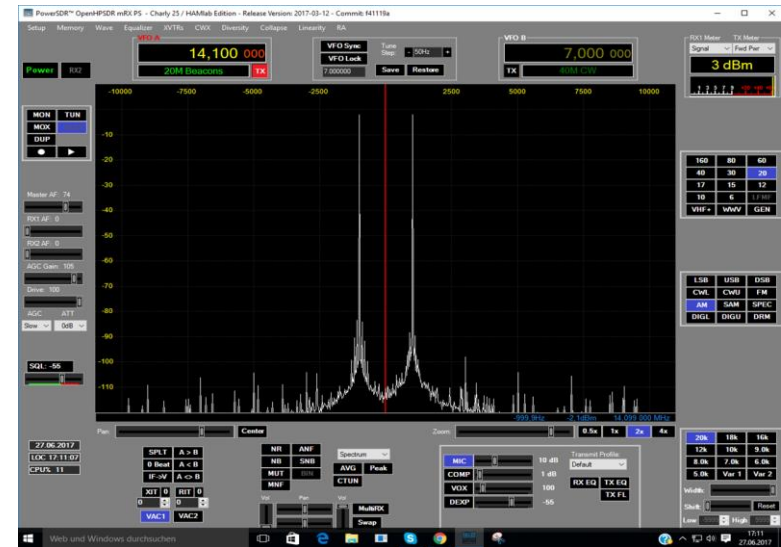 PowerSDR™ OpenHPSDR mRX PS - Charly 25 / HAMlab Edition - Release Version: 2017-03-12 - Commit: f41119a
Setup Memory Wave Equalizer XVTRs CWX Diversity Collapse Linearity RA
VFO A
14,100 000
20M Beacons TX
VFO Sync
VFO Lock
7.000000
Tune Step:
- 50Hz +
Save Restore
VFO B
7,000 000
TX 40M CW
RX1 Meter TX Meter
Signal Fwd Pwr
3 dBm
1 3 5 7 9
Power RX2
MON TUN
MOX
DUP
Master AF: 74
RX1 AF: 0
RX2 AF: 0
AGC Gain: 105
Drive: 100
AGC ATT
Slow 0dB
SQL: -55
27.06.2017
LOC 17:11:07
CPU% 11
-10000 -7500 -5000 -2500 2500 5000 7500 10000
-10
-20
-30
-40
-50
-60
-70
-80
-90
-100
-110
-999,9Hz -2,1dBm 14,099 000 MHz
Pan: Center Zoom: 0.5x 1x 2x 4x
160 80 60
40 30 20
17 15 12
10 6 LFMF
VHF+ WWV GEN
LSB USB DSB
CWL CWU FM
AM SAM SPEC
DIGL DIGU DRM
20k 18k 16k
12k 10k 9.0k
8.0k 7.0k 6.0k
5.0k Var 1 Var 2
Width:
Shift: Reset
Low High
SPLT A > B
0 Beat A < B
IF->V A <> B
XIT 0 RIT 0
0 0
VAC1 VAC2
NR ANF
NB SNB
MUT BIN
MNF
Spectrum
AVG Peak
CTUN
Vol Pan Vol
MultiRX
Swap
MIC 10 dB
COMP 1 dB
VOX 100
DEXP -55
Transmit Profile
Default
RX EQ TX EQ
TX FL
Web und Windows durchsuchen
17:11
27.06.2017